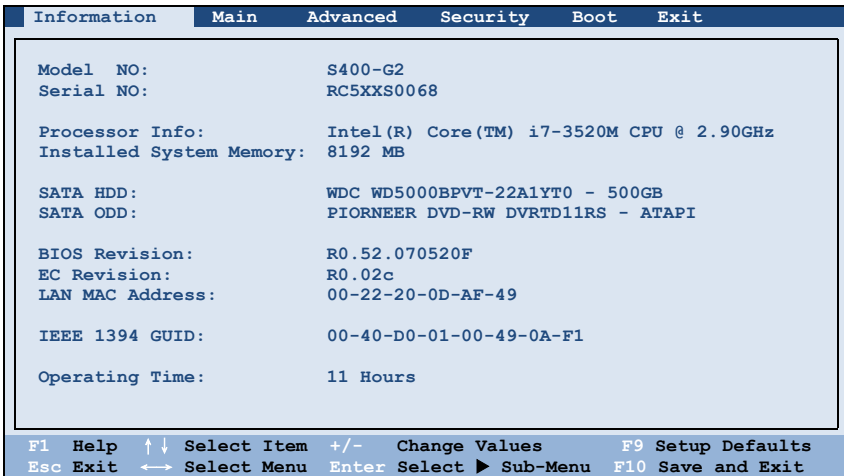 Information Main Advanced Security Boot Exit
Model NO: S400-G2
Serial NO: RC5XXS0068
Processor Info: Intel(R) Core(TM) i7-3520M CPU @ 2.90GHz
Installed System Memory: 8192 MB
SATA HDD: WDC WD5000BPVT-22A1YT0 - 500GB
SATA ODD: PIORNEER DVD-RW DVRTD11RS - ATAPI
BIOS Revision: R0.52.070520F
EC Revision: R0.02c
LAN MAC Address: 00-22-20-0D-AF-49
IEEE 1394 GUID: 00-40-D0-01-00-49-0A-F1
Operating Time: 11 Hours
F1 Help ↑↓ Select Item +/- Change Values F9 Setup Defaults
Esc Exit ←→ Select Menu Enter Select ▶ Sub-Menu F10 Save and Exit